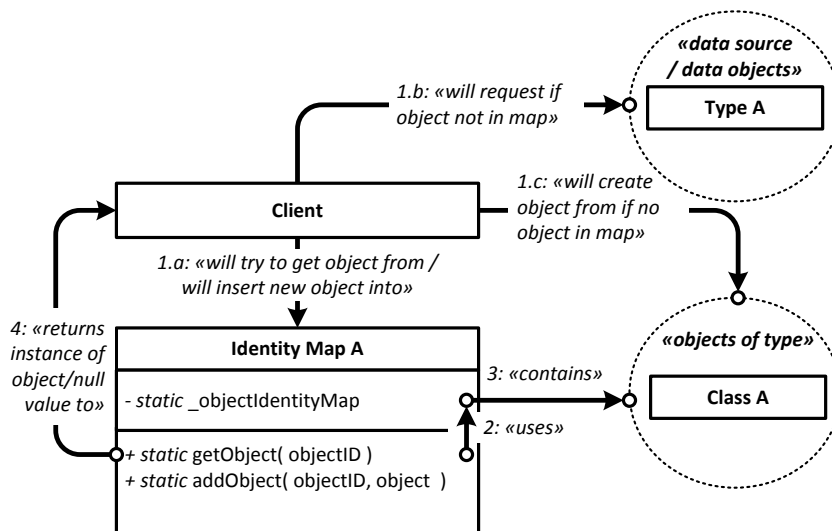 «data source
/ data objects»
Type A
1.b: «will request if
object not in map»
Client
1.c: «will create
object from if no
object in map»
1.a: «will try to get object from /
will insert new object into»
4: «returns
instance of
object/null
value to»
Identity Map A
- static _objectIdentityMap
3: «contains»
«objects of type»
Class A
2: «uses»
+ static getObject( objectID )
+ static addObject( objectID, object )